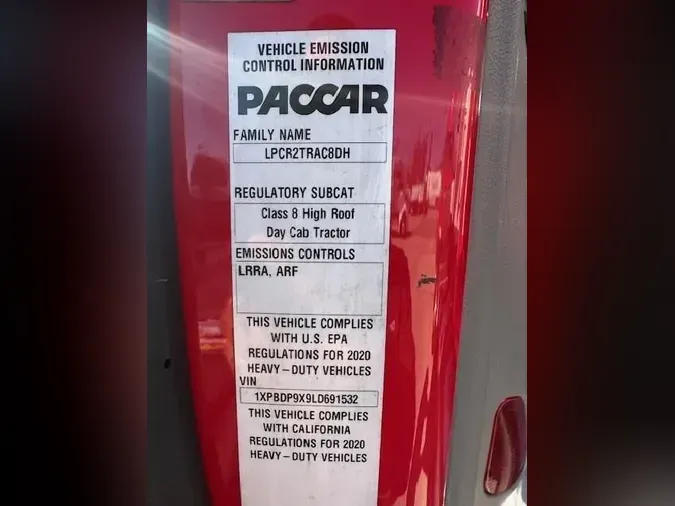 VEHICLE EMISSION
CONTROL INFORMATION
PACCAR
FAMILY NAME
LPCR2TRAC8DH
REGULATORY SUBCAT
Class 8 High Roof
Day Cab Tractor
EMISSIONS CONTROLS
LRRA, ARF
THIS VEHICLE COMPLIES
WITH U.S. EPA
REGULATIONS FOR 2020
HEAVY-DUTY VEHICLES
VIN
1XPBDP9X9LD691532
THIS VEHICLE COMPLIES
WITH CALIFORNIA
REGULATIONS FOR 2020
HEAVY-DUTY VEHICLES